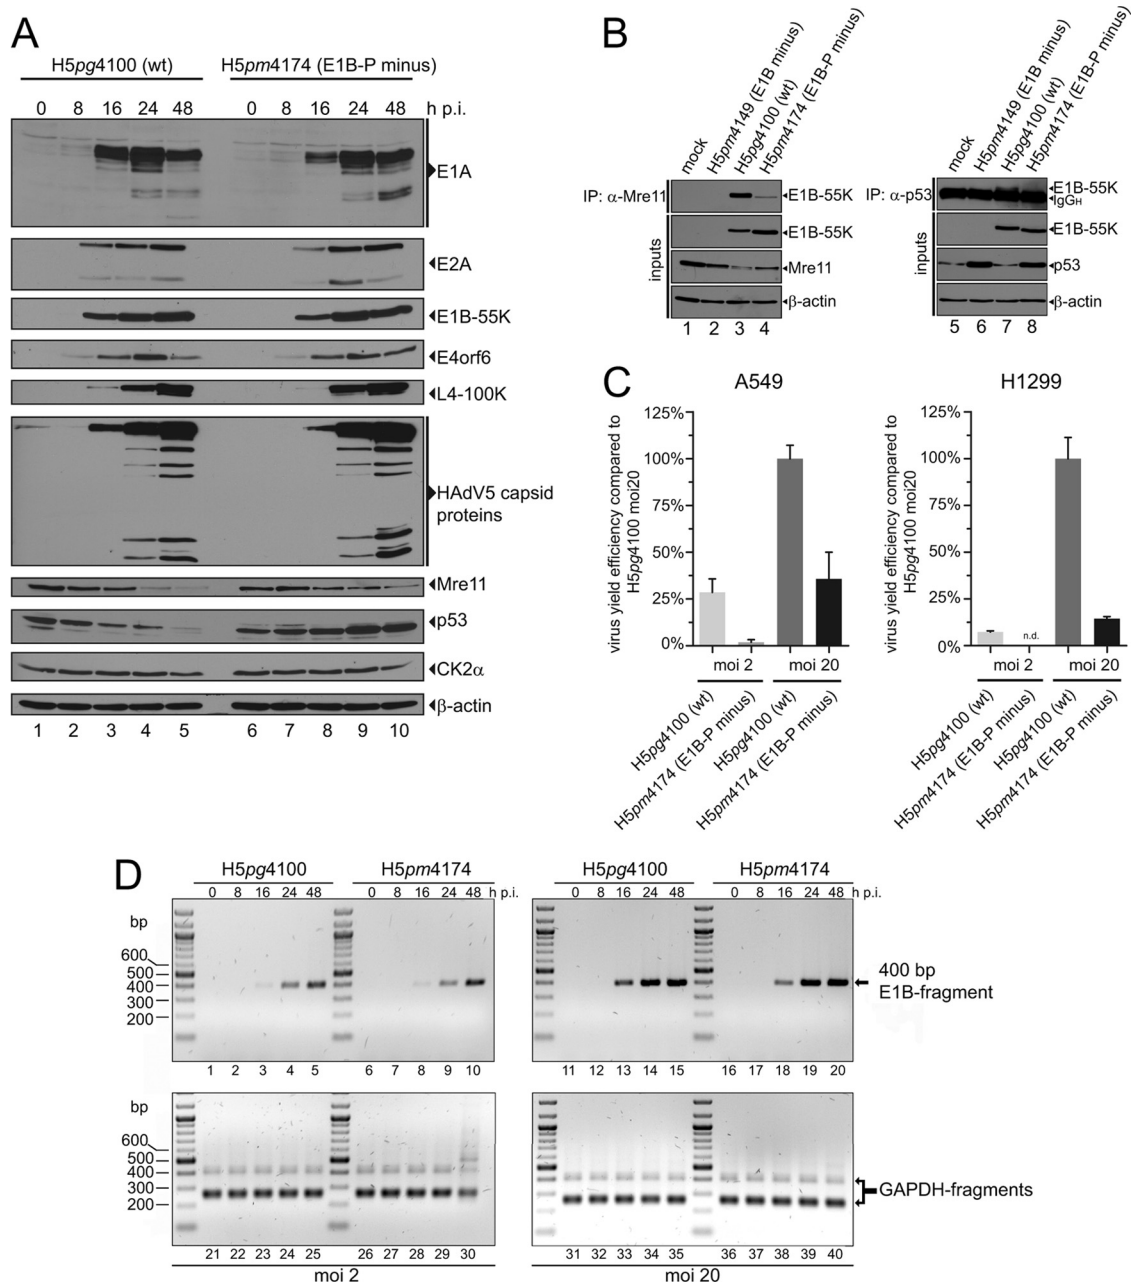 A
H5pg4100 (wt) H5pm4174 (E1B-P minus)
0 8 16 24 48 0 8 16 24 48 h p.i.
E1A
E2A
E1B-55K
E4orf6
L4-100K
HAdV5 capsid
proteins
Mre11
p53
CK2α
β-actin
1 2 3 4 5 6 7 8 9 10
B
mock
H5pm4149 (E1B minus)
H5pg4100 (wt)
H5pm4174 (E1B-P minus)
IP: α-Mre11
E1B-55K
inputs
E1B-55K
Mre11
β-actin
1 2 3 4
mock
H5pm4149 (E1B minus)
H5pg4100 (wt)
H5pm4174 (E1B-P minus)
IP: α-p53
E1B-55K
IgGH
inputs
E1B-55K
p53
β-actin
5 6 7 8
C
A549
virus yield efficiency compared to
H5pg4100 moi20
125%
100%
75%
50%
25%
0%
moi 2 moi 20
H5pg4100 (wt)
H5pm4174 (E1B-P minus)
H5pg4100 (wt)
H5pm4174 (E1B-P minus)
H1299
virus yield efficiency compared to
H5pg4100 moi20
125%
100%
75%
50%
25%
0%
n.d.
moi 2 moi 20
H5pg4100 (wt)
H5pm4174 (E1B-P minus)
H5pg4100 (wt)
H5pm4174 (E1B-P minus)
D
H5pg4100 H5pm4174 H5pg4100 H5pm4174
0 8 16 24 48 0 8 16 24 48 h p.i. 0 8 16 24 48 0 8 16 24 48 h p.i.
bp
600
500
400
300
200
400 bp
E1B-fragment
1 2 3 4 5 6 7 8 9 10 11 12 13 14 15 16 17 18 19 20
bp
600
500
400
300
200
GAPDH-fragments
21 22 23 24 25 26 27 28 29 30 31 32 33 34 35 36 37 38 39 40
moi 2 moi 20